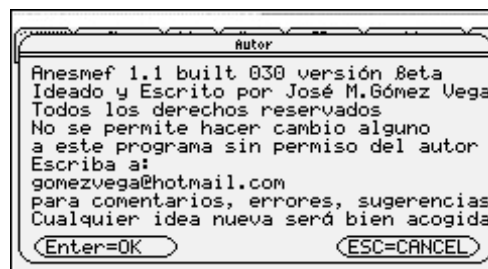 Autor
Anesmef 1.1 built 030 versión Beta
Ideado y Escrito por José M.Gómez Vega
Todos los derechos reservados
No se permite hacer cambio alguno
a este programa sin permiso del autor
Escriba a:
gomezvega@hotmail.com
para comentarios, errores, sugerencias
Cualquier idea nueva será bien acogida
Enter=OK ESC=CANCEL